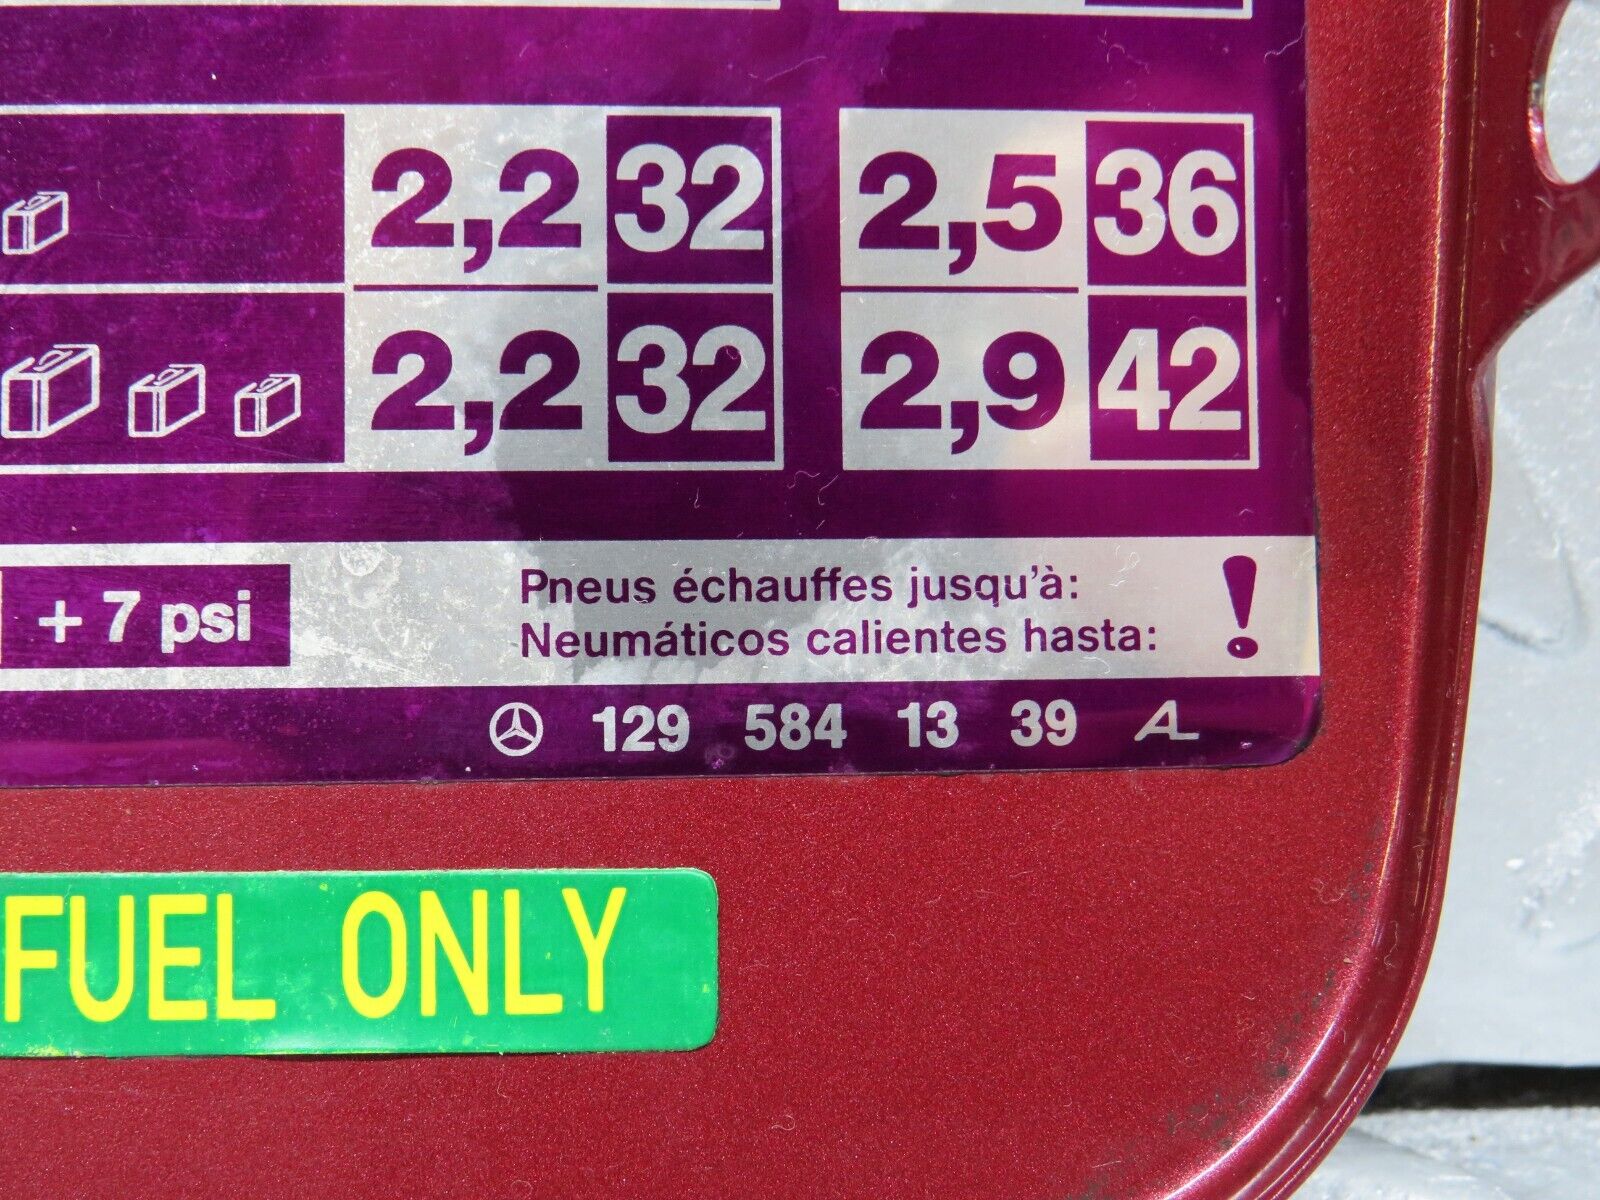 2,2 32 2,5 36
2,2 32 2,9 42
+ 7 psi
Pneus échauffes jusqu'à:
Neumáticos calientes hasta: !
129 584 13 39 A
FUEL ONLY